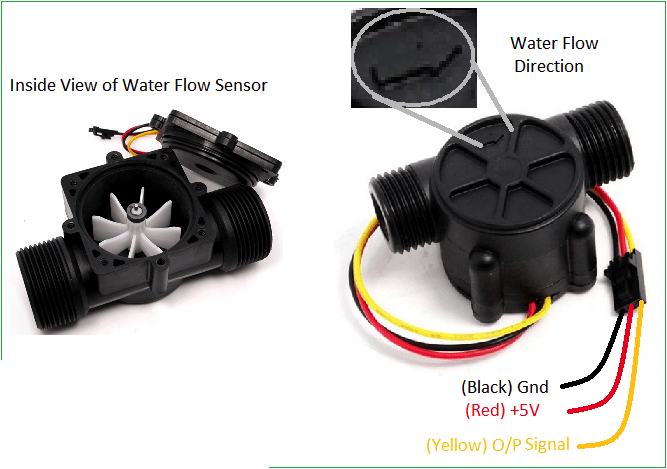 Inside View of Water Flow Sensor
Water Flow
Direction
(Black) Gnd
(Red) +5V
(Yellow) O/P Signal